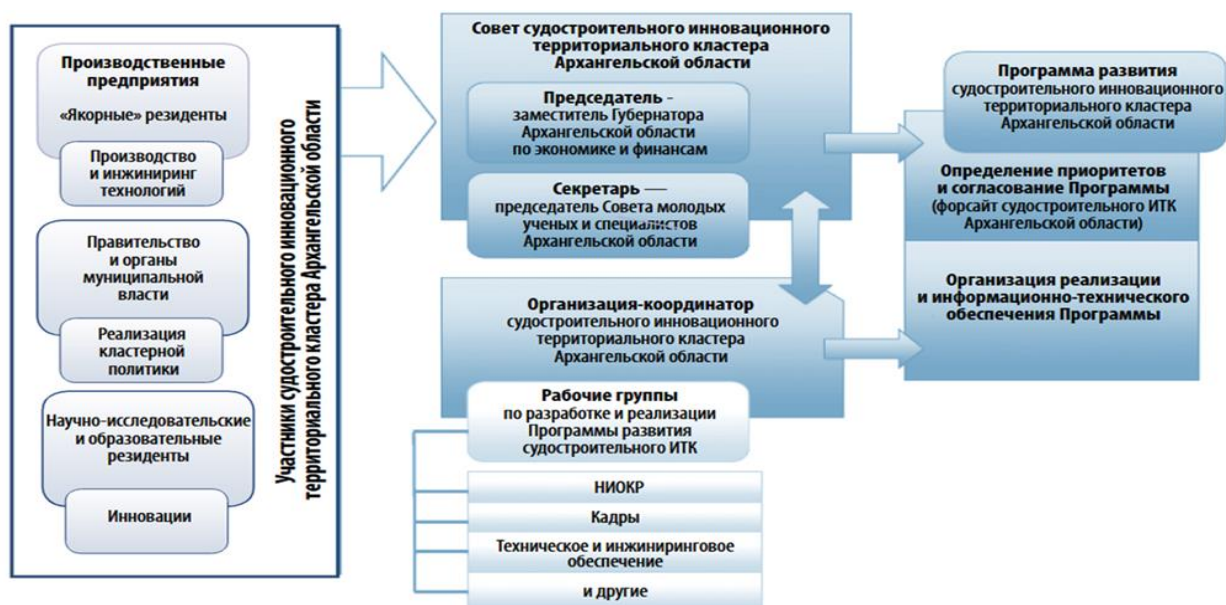 Производственные
предприятия
«Якорные» резиденты
Производство
и инжиниринг
технологий
Правительство
и органы
муниципальной
власти
Реализация
кластерной
политики
Научно-исследовательские
и образовательные
резиденты
Инновации
Участники судостроительного инновационного
территориального кластера Архангельской области
Совет судостроительного инновационного
территориального кластера
Архангельской области
Председатель -
заместитель Губернатора
Архангельской области
по экономике и финансам
Секретарь —
председатель Совета молодых
ученых и специалистов
Архангельской области
Организация-координатор
судостроительного инновационного
территориального кластера
Архангельской области
Рабочие группы
по разработке и реализации
Программы развития
судостроительного ИТК
НИОКР
Кадры
Техническое и инжиниринговое
обеспечение
и другие
Программа развития
судостроительного инновационного
территориального кластера
Архангельской области
Определение приоритетов
и согласование Программы
(форсайт судостроительного ИТК
Архангельской области)
Организация реализации
и информационно-технического
обеспечения Программы